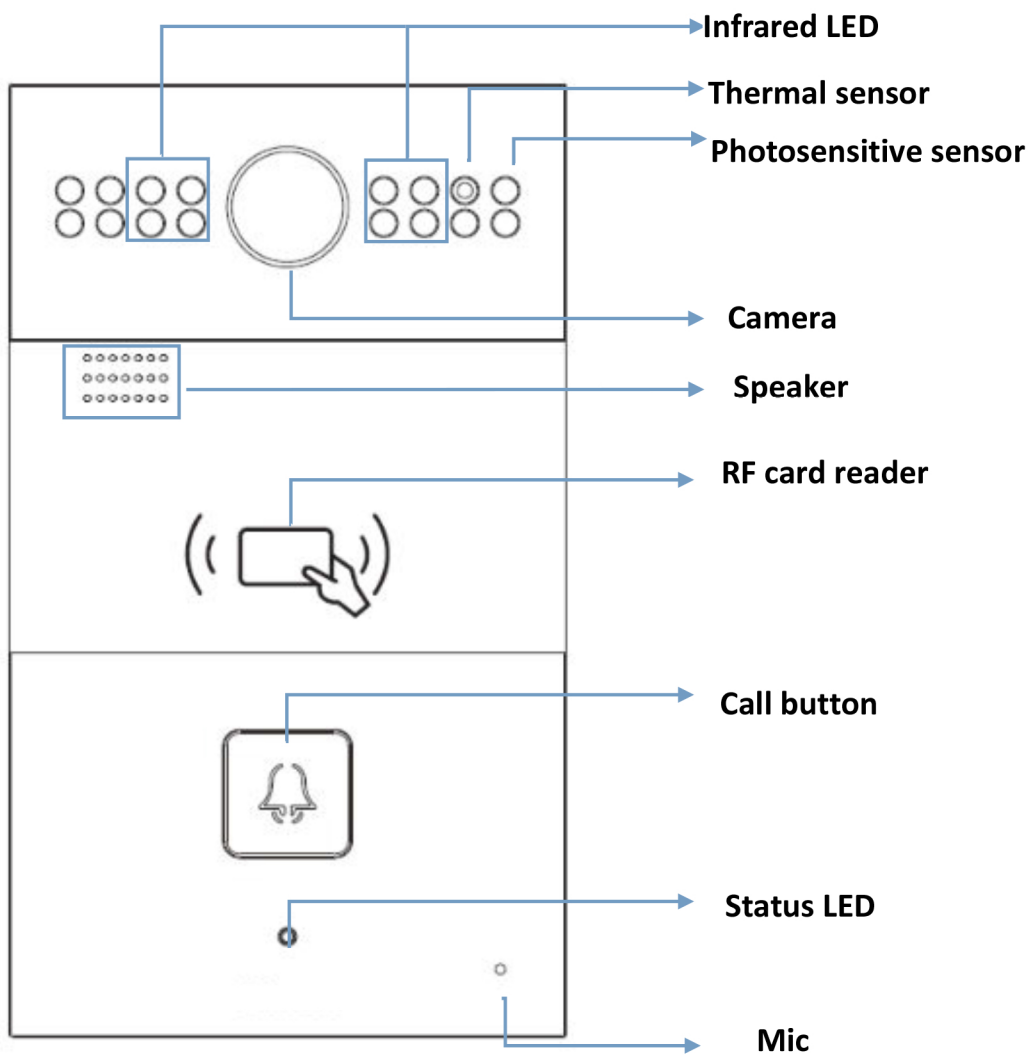 Infrared LED
Thermal sensor
Photosensitive sensor
Camera
Speaker
RF card reader
Call button
Status LED
Mic